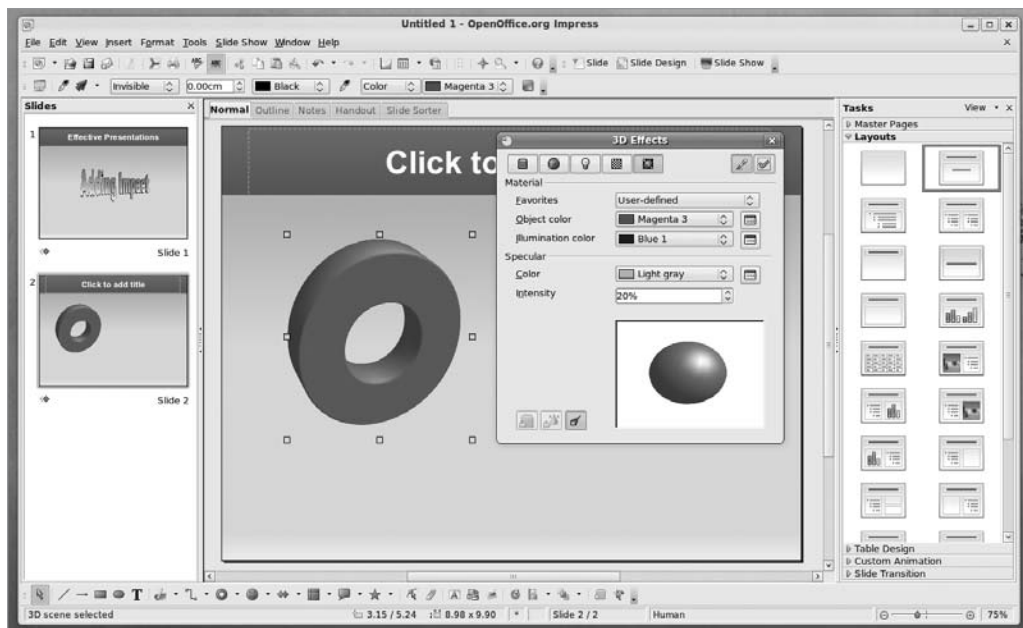 Untitled 1 - OpenOffice.org Impress
File Edit View Insert Format Tools Slide Show Window Help
Slide Slide Design Slide Show
Invisible 0.00cm Black Color Magenta 3
Slides
1
Effective Presentations
Adding Impact
Slide 1
2
Click to add title
Slide 2
Normal Outline Notes Handout Slide Sorter
Click to
3D Effects
Material
Favorites User-defined
Object color Magenta 3
Illumination color Blue 1
Specular
Color Light gray
Intensity 20%
Tasks View
Master Pages
Layouts
Table Design
Custom Animation
Slide Transition
3D scene selected 3.15 / 5.24 8.98 x 9.90 * Slide 2 / 2 Human 75%